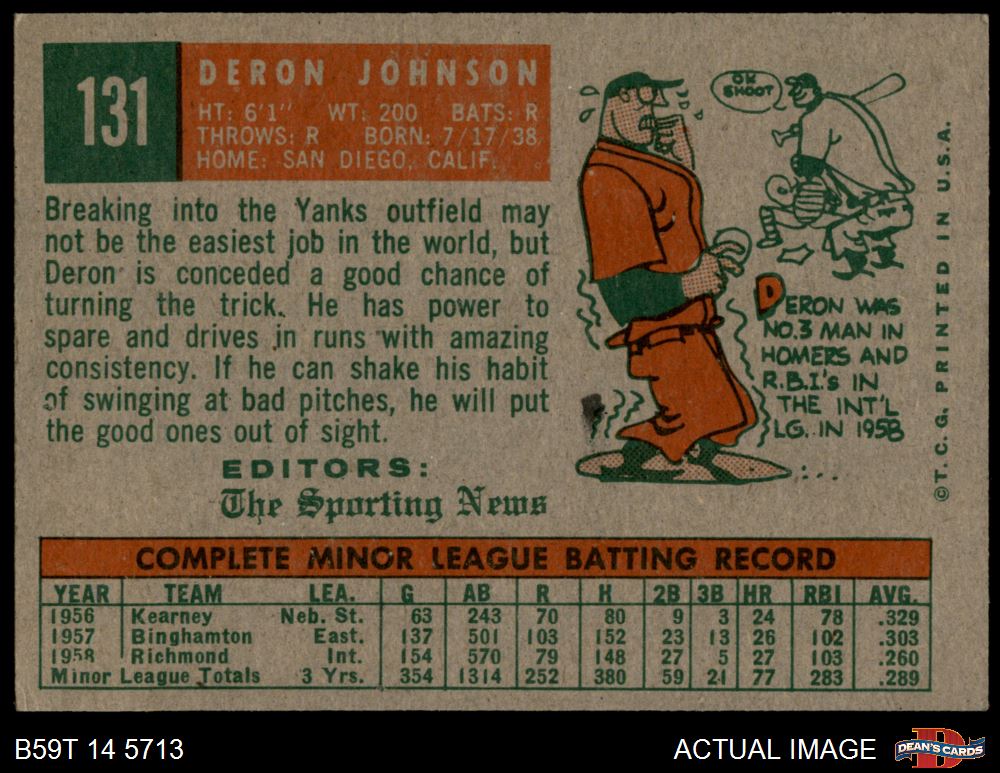 131
DERON JOHNSON
HT: 6'1" WT: 200 BATS: R
THROWS: R BORN: 7/17/38
HOME: SAN DIEGO, CALIF.
Breaking into the Yanks outfield may
not be the easiest job in the world, but
Deron is conceded a good chance of
turning the trick. He has power to
spare and drives in runs with amazing
consistency. If he can shake his habit
of swinging at bad pitches, he will put
the good ones out of sight.
EDITORS:
The Sporting News
OK
SHOOT
DERON WAS
NO.3 MAN IN
HOMERS AND
R.B.I.'s IN
THE INT'L
LG. IN 1958
©T. C. G. PRINTED IN U.S.A.
COMPLETE MINOR LEAGUE BATTING RECORD
YEAR TEAM LEA. G AB R H 2B 3B HR RBI AVG.
1956 Kearney Neb. St. 63 243 70 80 9 3 24 78 .329
1957 Binghamton East. 137 501 103 152 23 13 26 102 .303
1958 Richmond Int. 154 570 79 148 27 5 27 103 .260
Minor League Totals 3 Yrs. 354 1314 252 380 59 21 77 283 .289
B59T 14 5713
ACTUAL IMAGE
D
DEAN'S CARDS